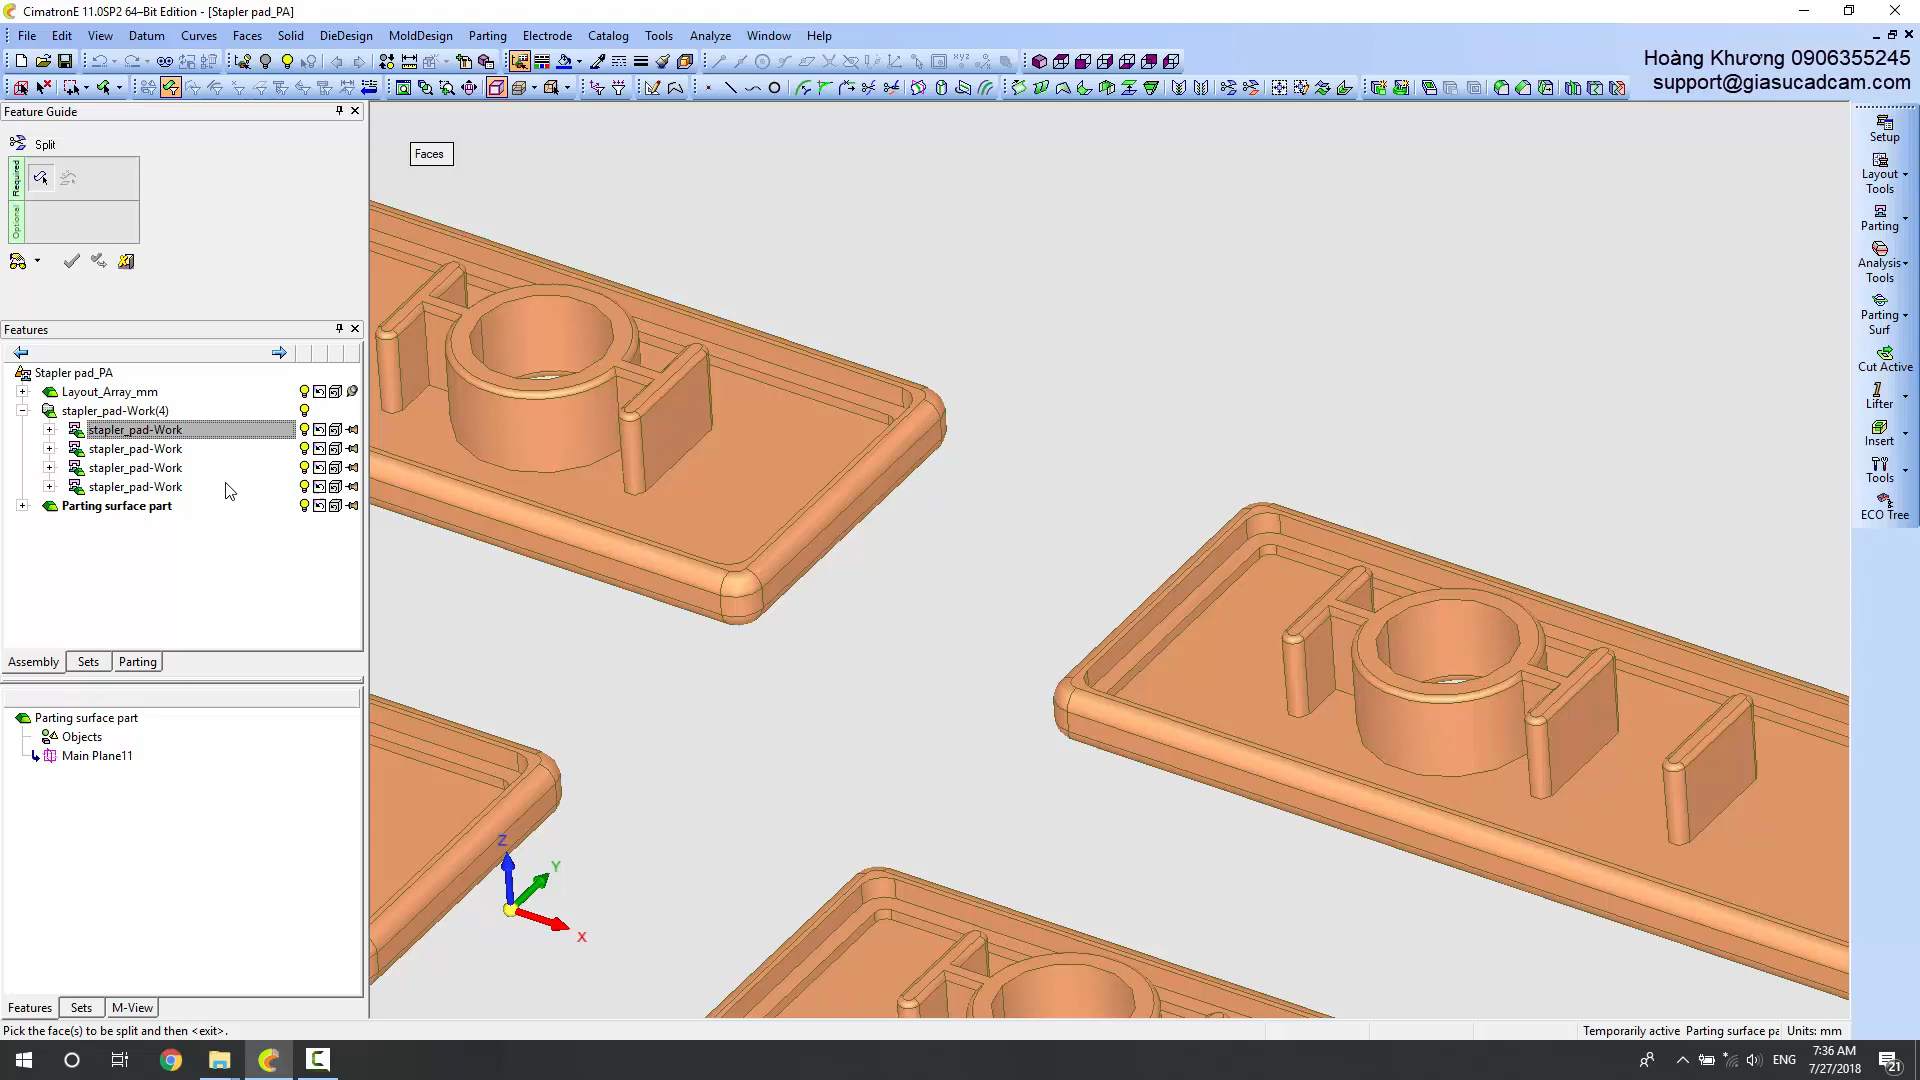 CimatronE 11.0SP2 64–Bit Edition - [Stapler pad_PA]
File Edit View Datum Curves Faces Solid DieDesign MoldDesign Parting Electrode Catalog Tools Analyze Window Help
Hoàng Khương 0906355245
support@giasucadcam.com
Feature Guide
Split
Required
Optional
Faces
Features
Stapler pad_PA
Layout_Array_mm
stapler_pad-Work(4)
stapler_pad-Work
stapler_pad-Work
stapler_pad-Work
stapler_pad-Work
Parting surface part
Assembly Sets Parting
Parting surface part
Objects
Main Plane11
Features Sets M-View
Z
Y
X
Setup
Layout
Tools
Parting
Analysis
Tools
Parting
Surf
Cut Active
Lifter
Insert
Tools
ECO Tree
Pick the face(s) to be split and then <exit>.
Temporarily active Parting surface pa Units: mm
ENG
7:36 AM
7/27/2018
21